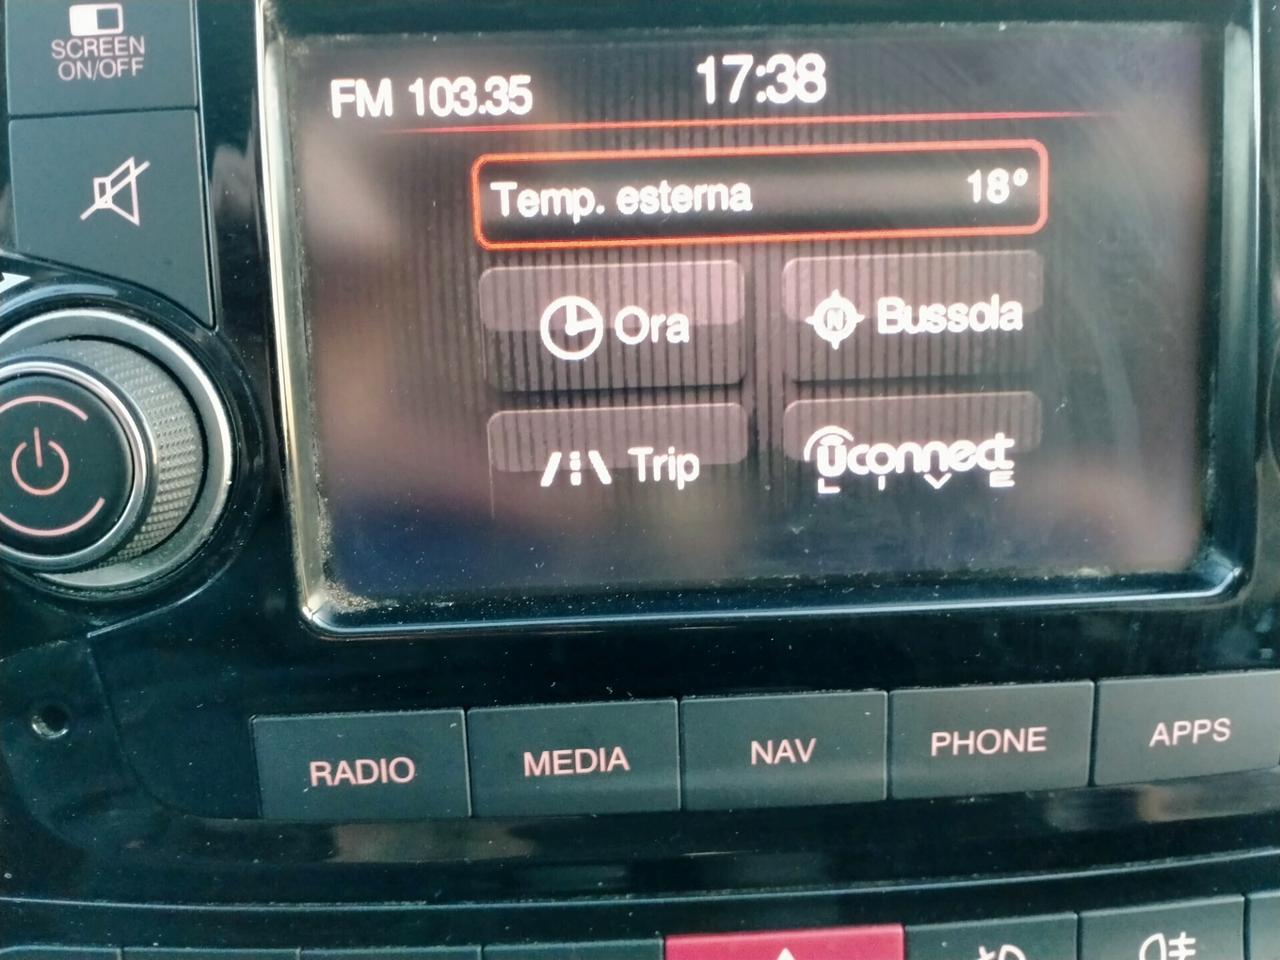 SCREEN
ON/OFF
FM 103.35
17:38
Temp. esterna 18°
Ora
N Bussola
Trip
Uconnect
LIVE
RADIO
MEDIA
NAV
PHONE
APPS